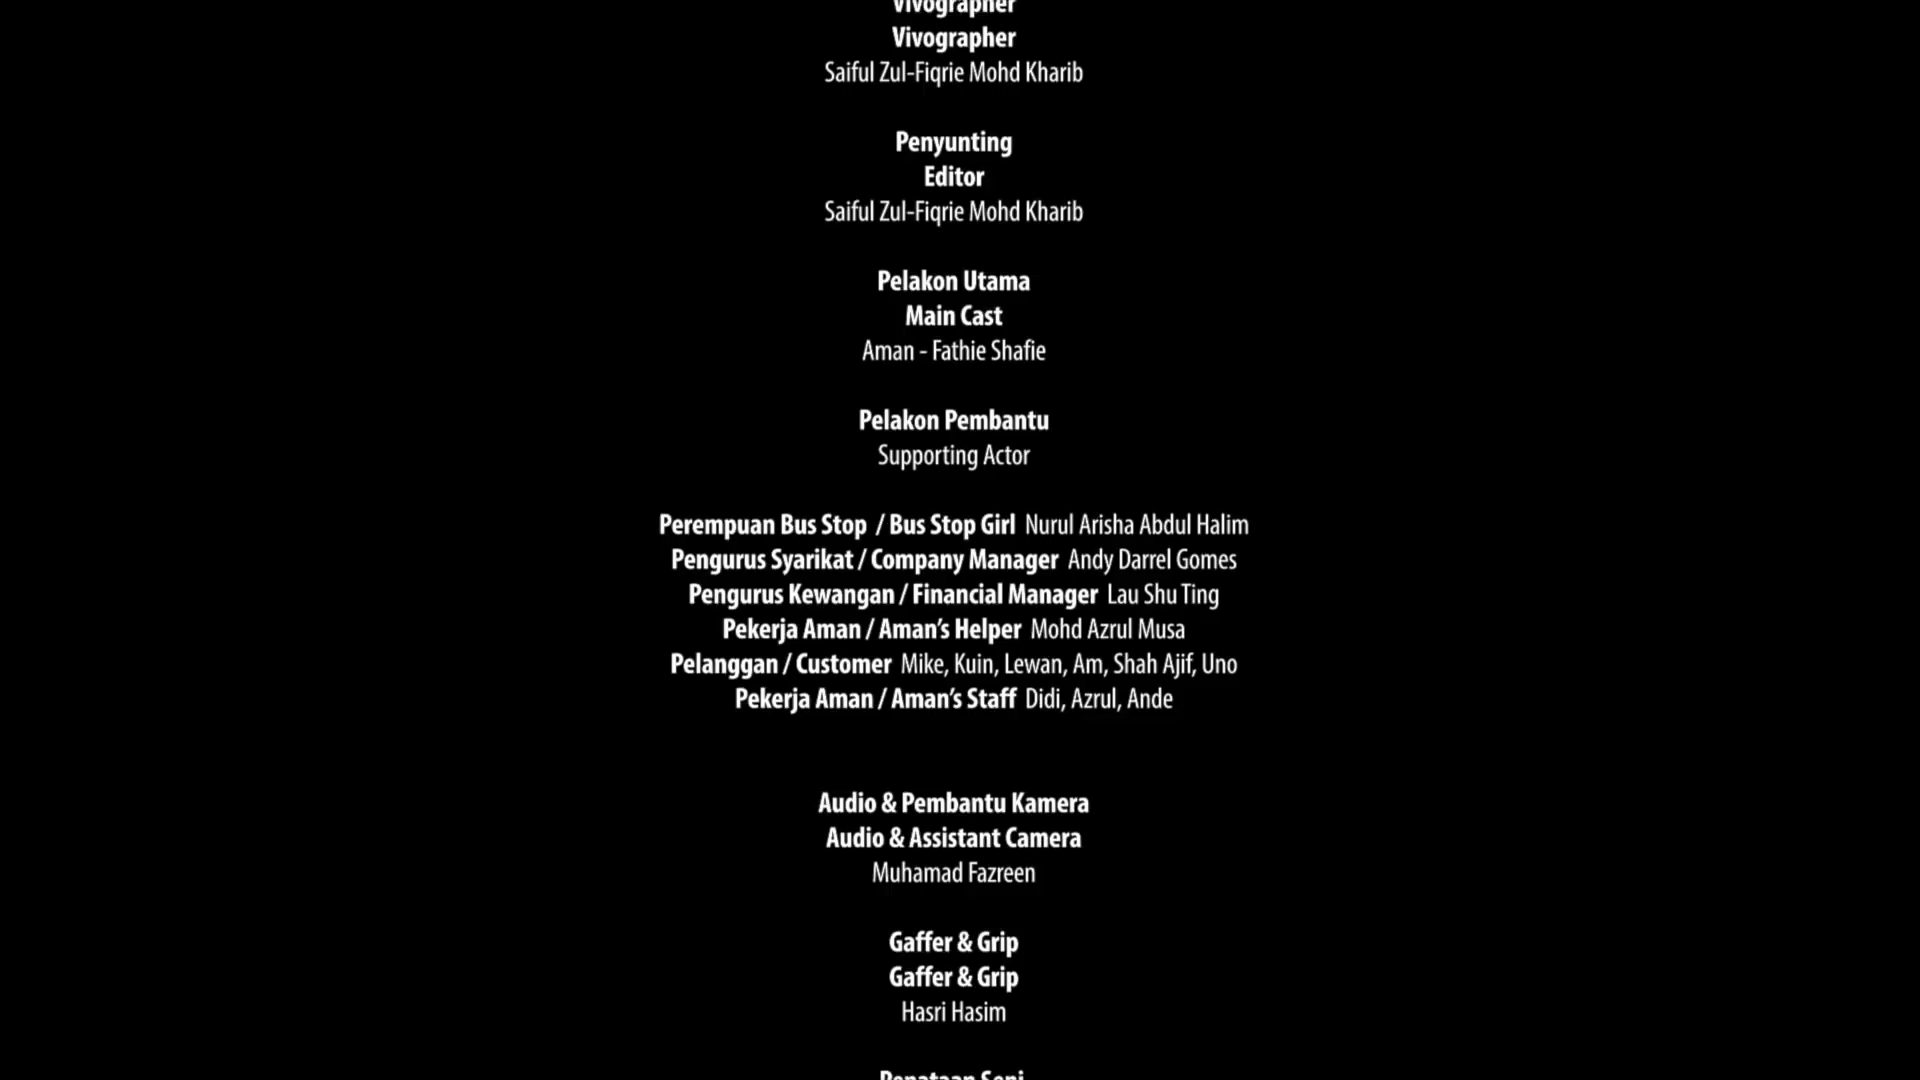 Vivographer
Vivographer
Saiful Zul-Fiqrie Mohd Kharib
Penyunting
Editor
Saiful Zul-Fiqrie Mohd Kharib
Pelakon Utama
Main Cast
Aman - Fathie Shafie
Pelakon Pembantu
Supporting Actor
Perempuan Bus Stop / Bus Stop Girl Nurul Arisha Abdul Halim
Pengurus Syarikat / Company Manager Andy Darrel Gomes
Pengurus Kewangan / Financial Manager Lau Shu Ting
Pekerja Aman / Aman's Helper Mohd Azrul Musa
Pelanggan / Customer Mike, Kuin, Lewan, Am, Shah Ajif, Uno
Pekerja Aman / Aman's Staff Didi, Azrul, Ande
Audio & Pembantu Kamera
Audio & Assistant Camera
Muhamad Fazreen
Gaffer & Grip
Gaffer & Grip
Hasri Hasim
Penataan Seni